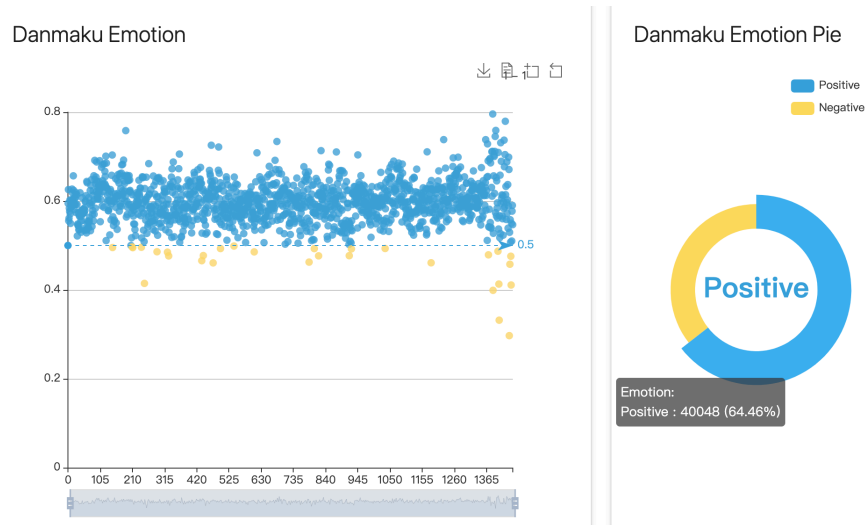 Danmaku Emotion
Danmaku Emotion Pie
Positive
Negative
0.8
0.6
0.5
0.4
0.2
0
0 105 210 315 420 525 630 735 840 945 1050 1155 1260 1365
Positive
Emotion:
Positive : 40048 (64.46%)